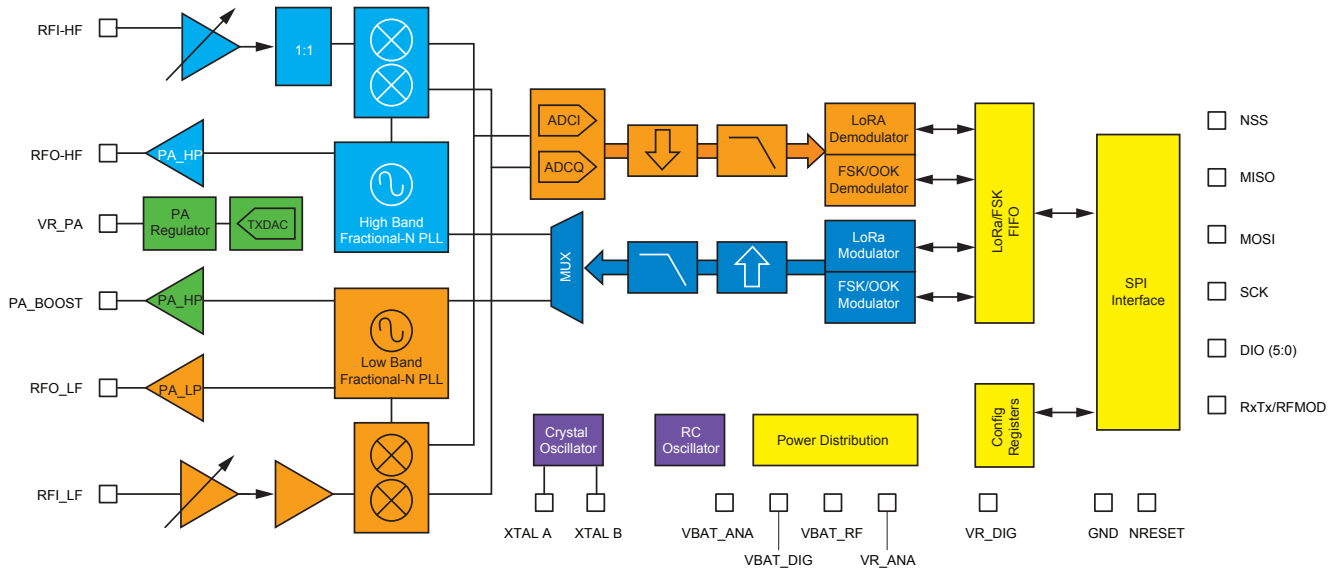 RFI-HF
1:1
RFO-HF
PA_HP
VR_PA
PA
Regulator
TXDAC
High Band
Fractional-N PLL
PA_BOOST
PA_HP
RFO_LF
PA_LP
Low Band
Fractional-N PLL
RFI_LF
ADCI
ADCQ
MUX
LoRA
Demodulator
FSK/OOK
Demodulator
LoRa
Modulator
FSK/OOK
Modulator
LoRa/FSK
FIFO
SPI
Interface
Config
Registers
NSS
MISO
MOSI
SCK
DIO (5:0)
RxTx/RFMOD
Crystal
Oscillator
RC
Oscillator
Power Distribution
XTAL A
XTAL B
VBAT_ANA
VBAT_DIG
VBAT_RF
VR_ANA
VR_DIG
GND
NRESET